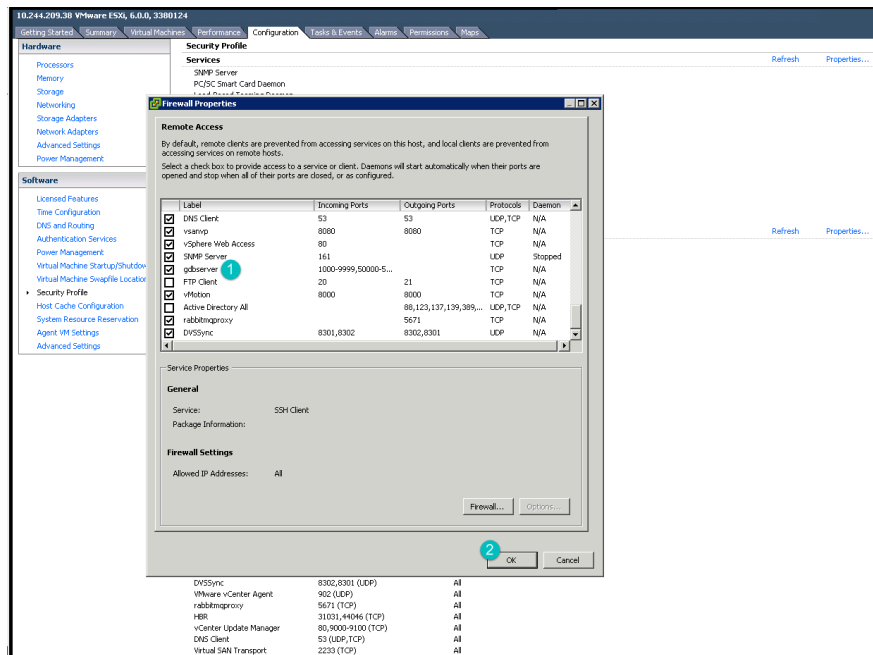 10.244.209.38 VMware ESXi, 6.0.0, 3380124
Getting Started Summary Virtual Machines Performance Configuration Tasks & Events Alarms Permissions Maps
Hardware
Processors
Memory
Storage
Networking
Storage Adapters
Network Adapters
Advanced Settings
Power Management
Software
Licensed Features
Time Configuration
DNS and Routing
Authentication Services
Power Management
Virtual Machine Startup/Shutdow
Virtual Machine Swapfile Location
Security Profile
Host Cache Configuration
System Resource Reservation
Agent VM Settings
Advanced Settings
Security Profile
Services Refresh Properties...
SNMP Server
PC/SC Smart Card Daemon
Load-Based Teaming Daemon
Refresh Properties...
Firewall Properties
Remote Access
By default, remote clients are prevented from accessing services on this host, and local clients are prevented from
accessing services on remote hosts.
Select a check box to provide access to a service or client. Daemons will start automatically when their ports are
opened and stop when all of their ports are closed, or as configured.
Label Incoming Ports Outgoing Ports Protocols Daemon
DNS Client 53 53 UDP,TCP N/A
vsanvp 8080 8080 TCP N/A
vSphere Web Access 80 TCP N/A
SNMP Server 161 UDP Stopped
gdbserver 1 1000-9999,50000-5... TCP N/A
FTP Client 20 21 TCP N/A
vMotion 8000 8000 TCP N/A
Active Directory All 88,123,137,139,389,... UDP,TCP N/A
rabbitmqproxy 5671 TCP N/A
DVSSync 8301,8302 8302,8301 UDP N/A
Service Properties
General
Service: SSH Client
Package Information:
Firewall Settings
Allowed IP Addresses: All
Firewall... Options...
2
OK Cancel
DVSSync 8302,8301 (UDP) All
VMware vCenter Agent 902 (UDP) All
rabbitmqproxy 5671 (TCP) All
HBR 31031,44046 (TCP) All
vCenter Update Manager 80,9000-9100 (TCP) All
DNS Client 53 (UDP,TCP) All
Virtual SAN Transport 2233 (TCP) All